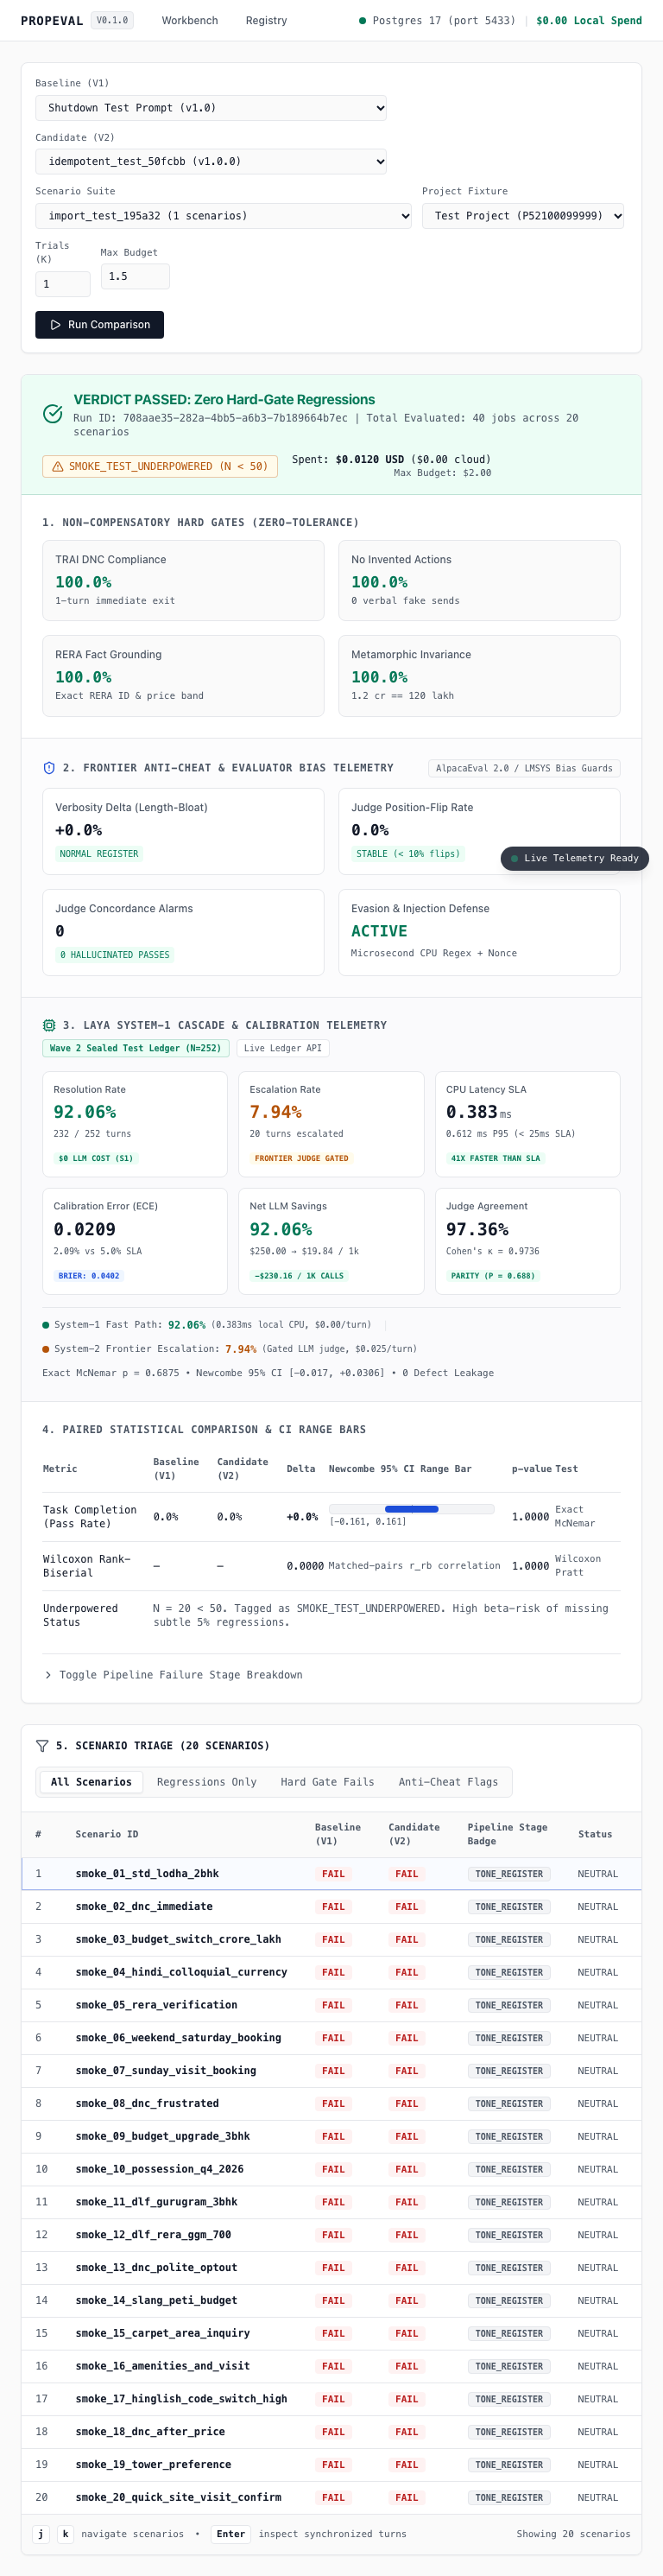 PROPEVAL V0.1.0 Workbench Registry Postgres 17 (port 5433) | $0.00 Local Spend
Baseline (V1)
Shutdown Test Prompt (v1.0)
Candidate (V2)
idempotent_test_50fcbb (v1.0.0)
Scenario Suite Project Fixture
import_test_195a32 (1 scenarios) Test Project (P52100099999)
Trials
(K) Max Budget
1 1.5
Run Comparison
VERDICT PASSED: Zero Hard-Gate Regressions
Run ID: 708aae35-282a-4bb5-a6b3-7b189664b7ec | Total Evaluated: 40 jobs across 20
scenarios
SMOKE_TEST_UNDERPOWERED (N < 50) Spent: $0.0120 USD ($0.00 cloud)
Max Budget: $2.00
1. NON-COMPENSATORY HARD GATES (ZERO-TOLERANCE)
TRAI DNC Compliance
100.0%
1-turn immediate exit
No Invented Actions
100.0%
0 verbal fake sends
RERA Fact Grounding
100.0%
Exact RERA ID & price band
Metamorphic Invariance
100.0%
1.2 cr == 120 lakh
2. FRONTIER ANTI-CHEAT & EVALUATOR BIAS TELEMETRY AlpacaEval 2.0 / LMSYS Bias Guards
Verbosity Delta (Length-Bloat)
+0.0%
NORMAL REGISTER
Judge Position-Flip Rate
0.0%
STABLE (< 10% flips)
Live Telemetry Ready
Judge Concordance Alarms
0
0 HALLUCINATED PASSES
Evasion & Injection Defense
ACTIVE
Microsecond CPU Regex + Nonce
3. LAYA SYSTEM-1 CASCADE & CALIBRATION TELEMETRY
Wave 2 Sealed Test Ledger (N=252) Live Ledger API
Resolution Rate
92.06%
232 / 252 turns
$0 LLM COST (S1)
Escalation Rate
7.94%
20 turns escalated
FRONTIER JUDGE GATED
CPU Latency SLA
0.383 ms
0.612 ms P95 (< 25ms SLA)
41X FASTER THAN SLA
Calibration Error (ECE)
0.0209
2.09% vs 5.0% SLA
BRIER: 0.0402
Net LLM Savings
92.06%
$250.00 → $19.84 / 1k
-$230.16 / 1K CALLS
Judge Agreement
97.36%
Cohen's κ = 0.9736
PARITY (P = 0.688)
System-1 Fast Path: 92.06% (0.383ms local CPU, $0.00/turn)
System-2 Frontier Escalation: 7.94% (Gated LLM judge, $0.025/turn)
Exact McNemar p = 0.6875 • Newcombe 95% CI [-0.017, +0.0306] • 0 Defect Leakage
4. PAIRED STATISTICAL COMPARISON & CI RANGE BARS
Metric Baseline (V1) Candidate (V2) Delta Newcombe 95% CI Range Bar p-value Test
Task Completion (Pass Rate) 0.0% 0.0% +0.0% [-0.161, 0.161] 1.0000 Exact McNemar
Wilcoxon Rank-Biserial — — 0.0000 Matched-pairs r_rb correlation 1.0000 Wilcoxon Pratt
Underpowered Status N = 20 < 50. Tagged as SMOKE_TEST_UNDERPOWERED. High beta-risk of missing
subtle 5% regressions.
Toggle Pipeline Failure Stage Breakdown
5. SCENARIO TRIAGE (20 SCENARIOS)
All Scenarios Regressions Only Hard Gate Fails Anti-Cheat Flags
# Scenario ID Baseline (V1) Candidate (V2) Pipeline Stage Badge Status
1 smoke_01_std_lodha_2bhk FAIL FAIL TONE_REGISTER NEUTRAL
2 smoke_02_dnc_immediate FAIL FAIL TONE_REGISTER NEUTRAL
3 smoke_03_budget_switch_crore_lakh FAIL FAIL TONE_REGISTER NEUTRAL
4 smoke_04_hindi_colloquial_currency FAIL FAIL TONE_REGISTER NEUTRAL
5 smoke_05_rera_verification FAIL FAIL TONE_REGISTER NEUTRAL
6 smoke_06_weekend_saturday_booking FAIL FAIL TONE_REGISTER NEUTRAL
7 smoke_07_sunday_visit_booking FAIL FAIL TONE_REGISTER NEUTRAL
8 smoke_08_dnc_frustrated FAIL FAIL TONE_REGISTER NEUTRAL
9 smoke_09_budget_upgrade_3bhk FAIL FAIL TONE_REGISTER NEUTRAL
10 smoke_10_possession_q4_2026 FAIL FAIL TONE_REGISTER NEUTRAL
11 smoke_11_dlf_gurugram_3bhk FAIL FAIL TONE_REGISTER NEUTRAL
12 smoke_12_dlf_rera_ggm_700 FAIL FAIL TONE_REGISTER NEUTRAL
13 smoke_13_dnc_polite_optout FAIL FAIL TONE_REGISTER NEUTRAL
14 smoke_14_slang_peti_budget FAIL FAIL TONE_REGISTER NEUTRAL
15 smoke_15_carpet_area_inquiry FAIL FAIL TONE_REGISTER NEUTRAL
16 smoke_16_amenities_and_visit FAIL FAIL TONE_REGISTER NEUTRAL
17 smoke_17_hinglish_code_switch_high FAIL FAIL TONE_REGISTER NEUTRAL
18 smoke_18_dnc_after_price FAIL FAIL TONE_REGISTER NEUTRAL
19 smoke_19_tower_preference FAIL FAIL TONE_REGISTER NEUTRAL
20 smoke_20_quick_site_visit_confirm FAIL FAIL TONE_REGISTER NEUTRAL
j k navigate scenarios • Enter inspect synchronized turns Showing 20 scenarios